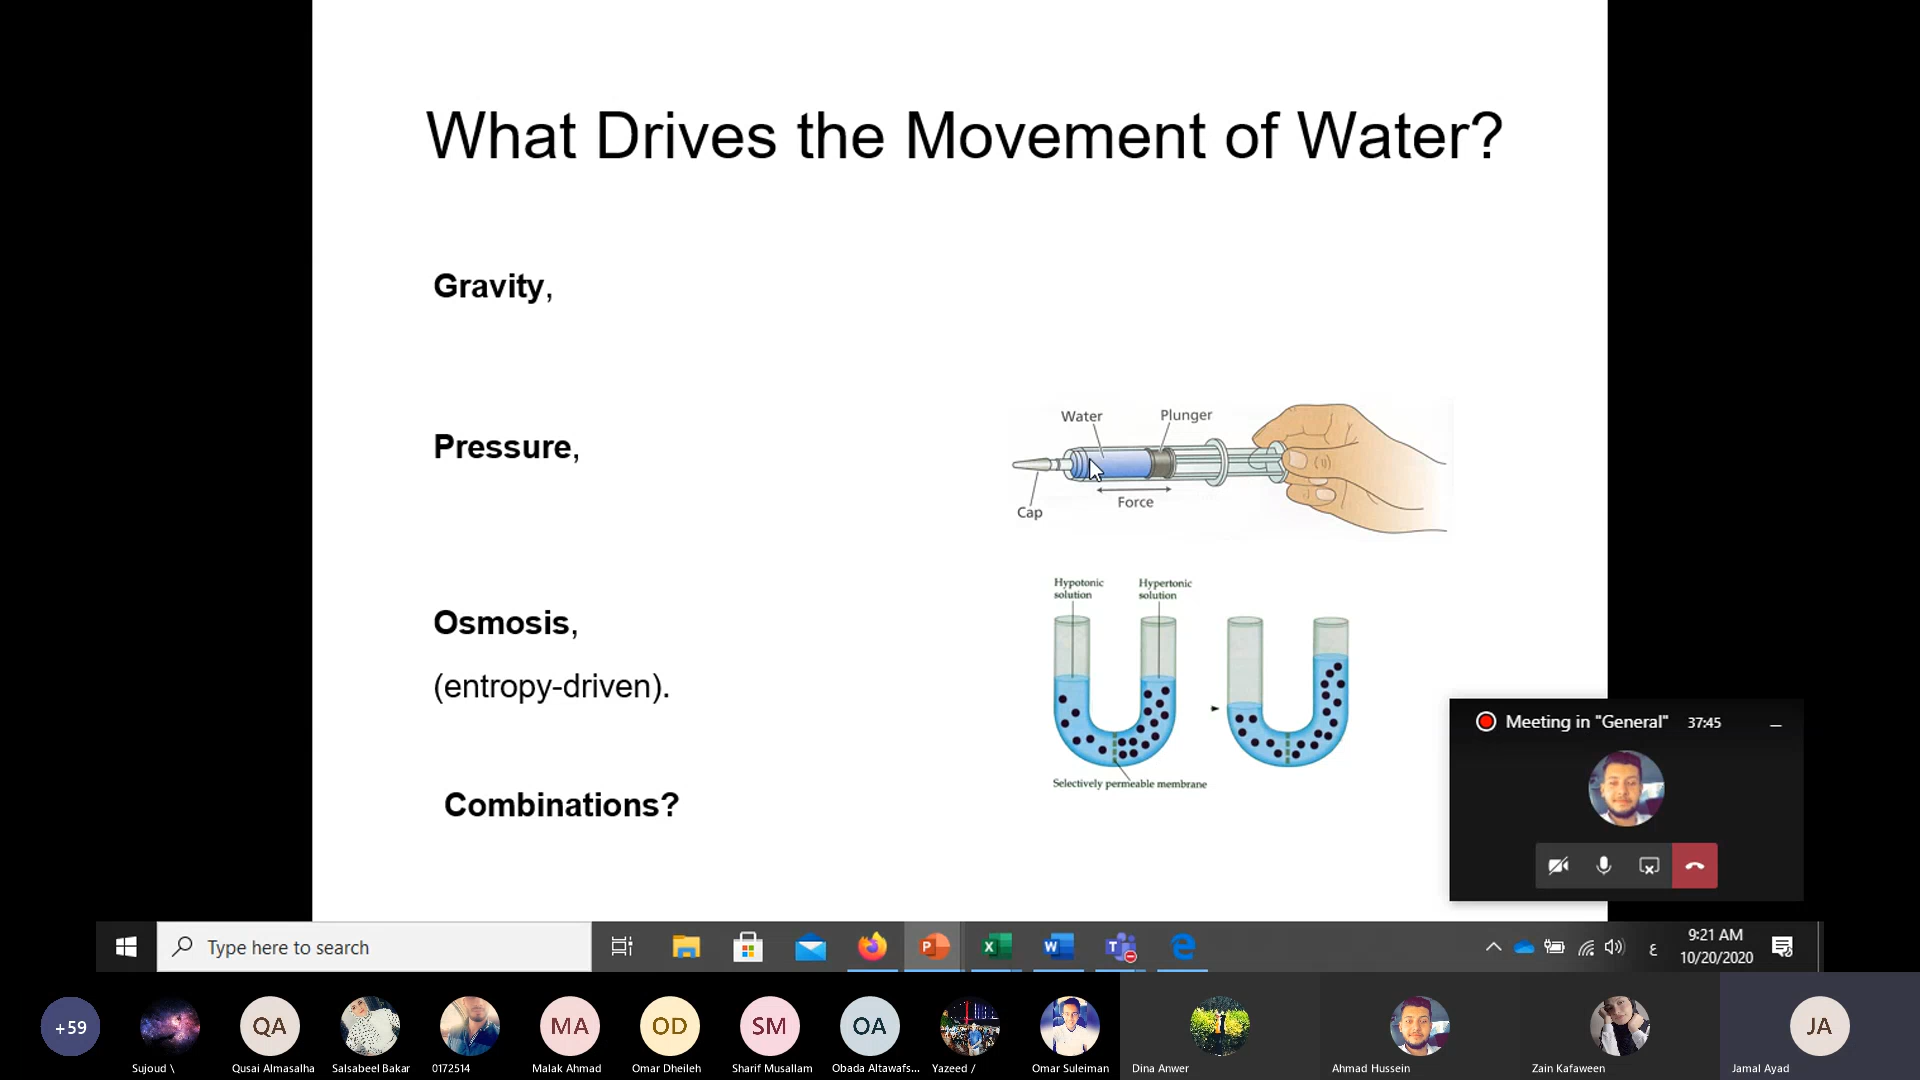 What Drives the Movement of Water?
Gravity,
Pressure,
Water
Plunger
Force
Cap
Osmosis,
(entropy-driven).
Hypotonic
solution
Hypertonic
solution
Selectively permeable membrane
Combinations?
Meeting in "General" 37:45
Type here to search
ع
9:21 AM
10/20/2020
+59
QA
MA
OD
SM
OA
JA
Sujoud \
Qusai Almasalha
Salsabeel Bakar
0172514
Malak Ahmad
Omar Dheileh
Sharif Musallam
Obada Altawafs...
Yazeed /
Omar Suleiman
Dina Anwer
Ahmad Hussein
Zain Kafaween
Jamal Ayad